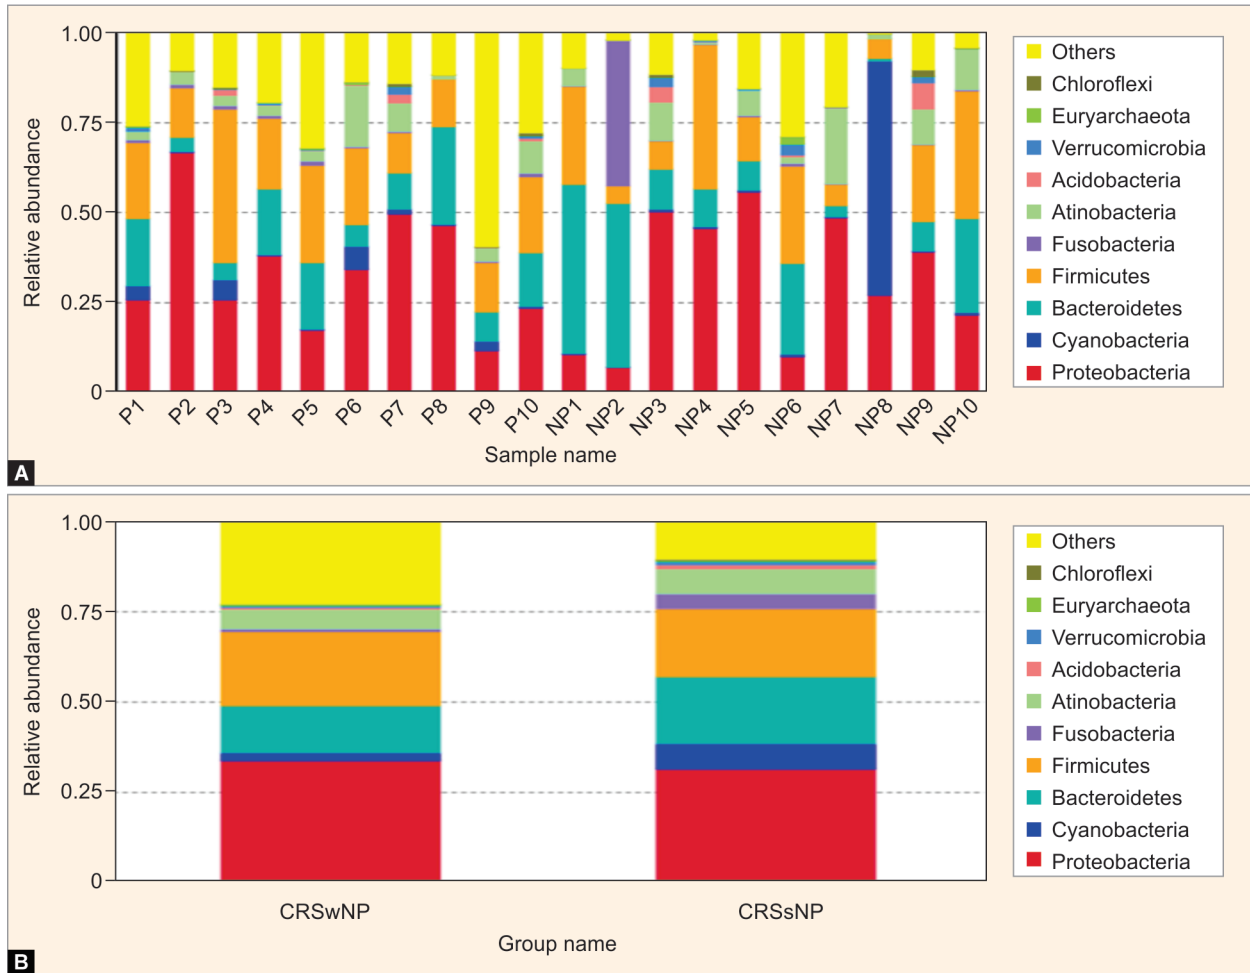 1.00
0.75
0.50
0.25
0
Relative abundance
P1 P2 P3 P4 P5 P6 P7 P8 P9 P10 NP1 NP2 NP3 NP4 NP5 NP6 NP7 NP8 NP9 NP10
Sample name
Others
Chloroflexi
Euryarchaeota
Verrucomicrobia
Acidobacteria
Atinobacteria
Fusobacteria
Firmicutes
Bacteroidetes
Cyanobacteria
Proteobacteria
A
1.00
0.75
0.50
0.25
0
Relative abundance
CRSwNP CRSsNP
Group name
Others
Chloroflexi
Euryarchaeota
Verrucomicrobia
Acidobacteria
Atinobacteria
Fusobacteria
Firmicutes
Bacteroidetes
Cyanobacteria
Proteobacteria
B